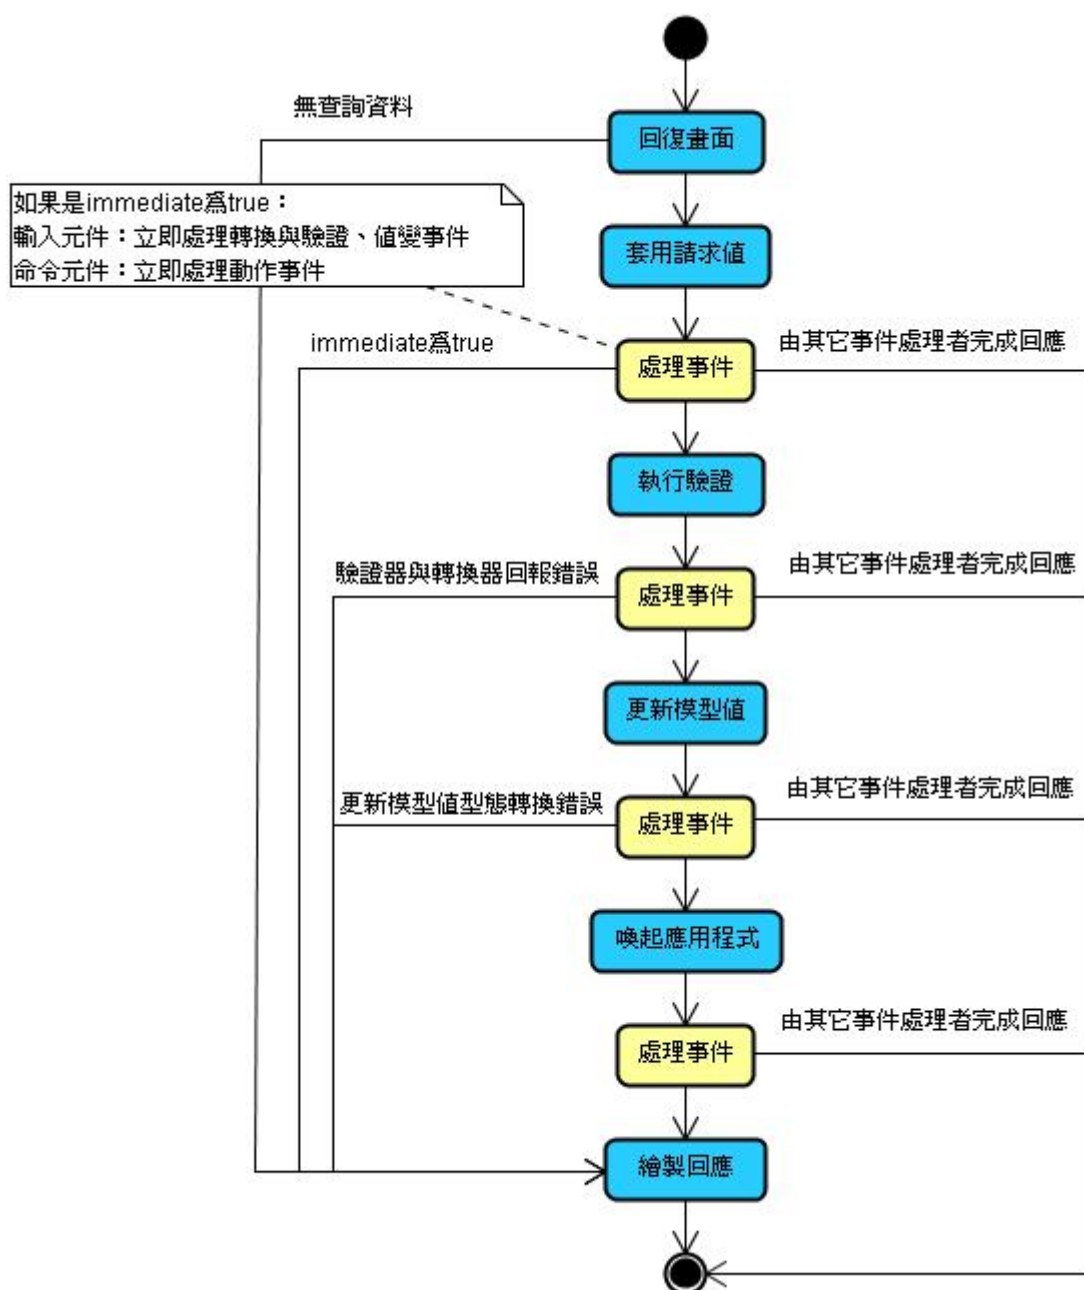 無查詢資料
回復畫面
如果是immediate為true：
輸入元件：立即處理轉換與驗證、值變事件
命令元件：立即處理動作事件
套用請求值
immediate為true
處理事件
由其它事件處理者完成回應
執行驗證
驗證器與轉換器回報錯誤
處理事件
由其它事件處理者完成回應
更新模型值
更新模型值型態轉換錯誤
處理事件
由其它事件處理者完成回應
喚起應用程式
處理事件
由其它事件處理者完成回應
繪製回應